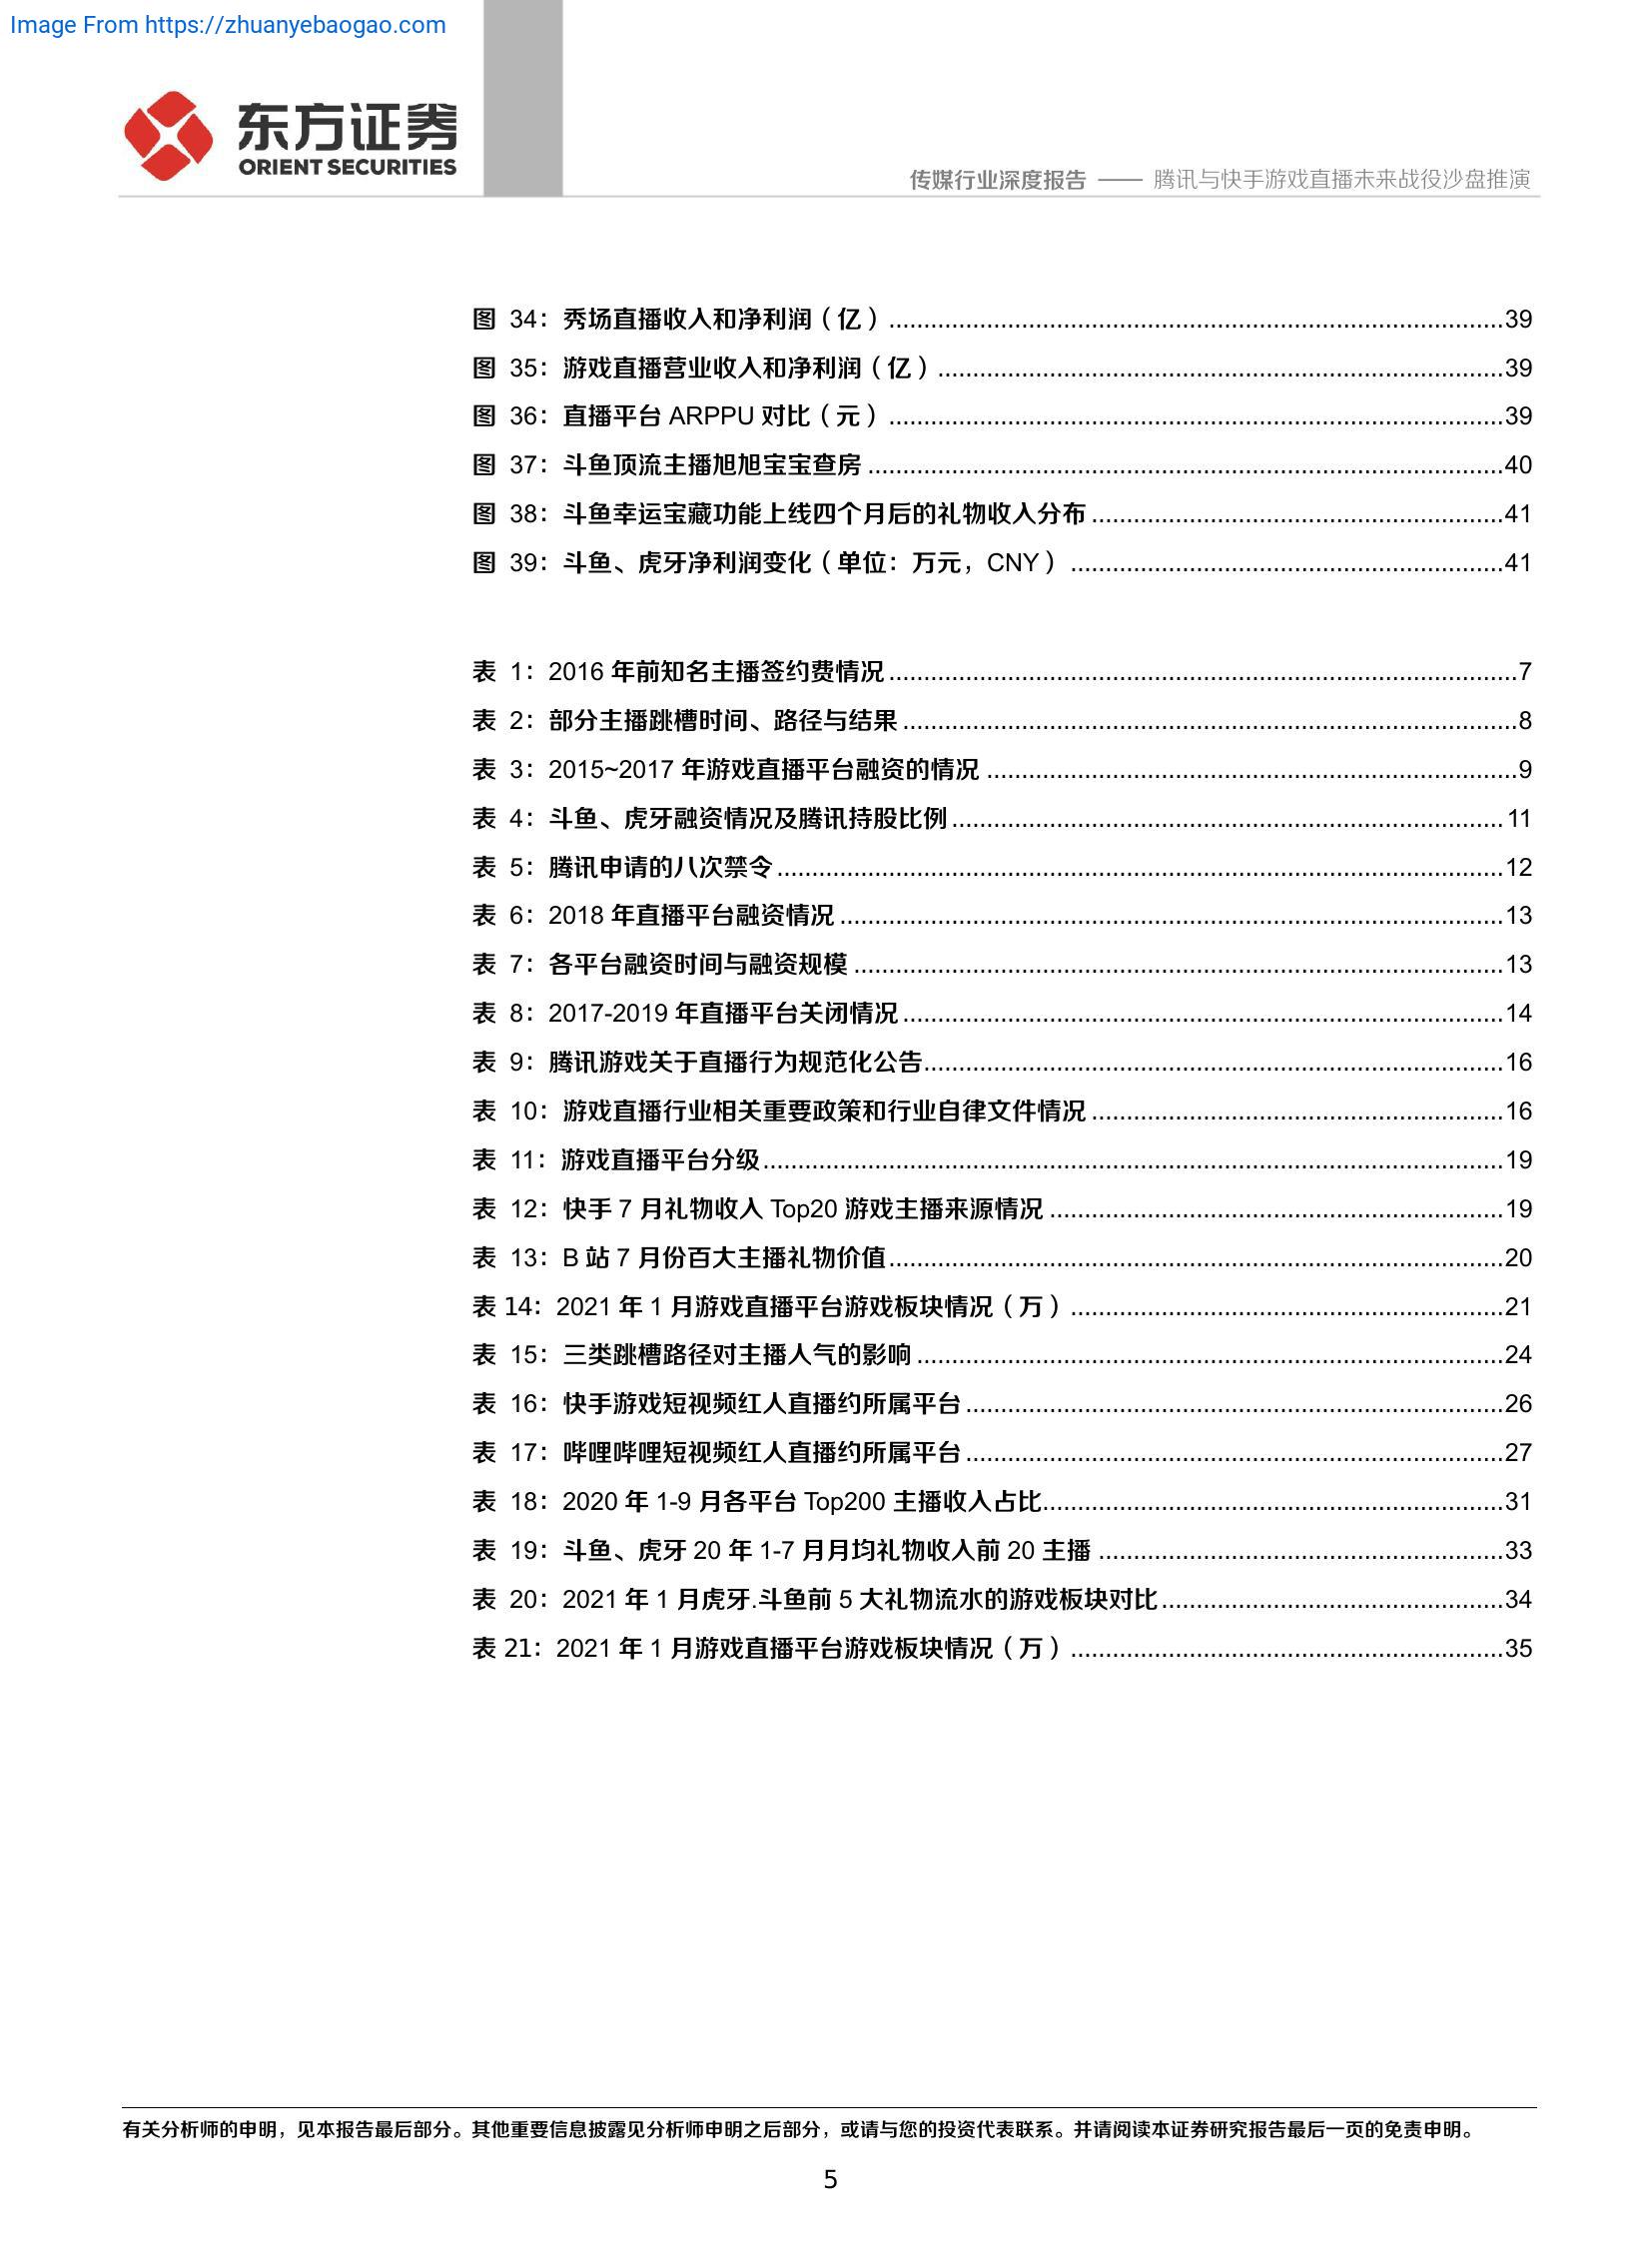 Image From https://zhuanyebaogao.com
东方证券
ORIENT SECURITIES
传媒行业深度报告 —— 腾讯与快手游戏直播未来战役沙盘推演
图 34：秀场直播收入和净利润（亿）........................................39
图 35：游戏直播营业收入和净利润（亿）........................................39
图 36：直播平台 ARPPU 对比（元）........................................39
图 37：斗鱼顶流主播旭旭宝宝查房........................................40
图 38：斗鱼幸运宝藏功能上线四个月后的礼物收入分布........................................41
图 39：斗鱼、虎牙净利润变化（单位：万元，CNY）........................................41
表 1：2016 年前知名主播签约费情况........................................7
表 2：部分主播跳槽时间、路径与结果........................................8
表 3：2015~2017 年游戏直播平台融资的情况........................................9
表 4：斗鱼、虎牙融资情况及腾讯持股比例........................................11
表 5：腾讯申请的八次禁令........................................12
表 6：2018 年直播平台融资情况........................................13
表 7：各平台融资时间与融资规模........................................13
表 8：2017-2019 年直播平台关闭情况........................................14
表 9：腾讯游戏关于直播行为规范化公告........................................16
表 10：游戏直播行业相关重要政策和行业自律文件情况........................................16
表 11：游戏直播平台分级........................................19
表 12：快手 7 月礼物收入 Top20 游戏主播来源情况........................................19
表 13：B 站 7 月份百大主播礼物价值........................................20
表 14：2021 年 1 月游戏直播平台游戏板块情况（万）........................................21
表 15：三类跳槽路径对主播人气的影响........................................24
表 16：快手游戏短视频红人直播约所属平台........................................26
表 17：哔哩哔哩短视频红人直播约所属平台........................................27
表 18：2020 年 1-9 月各平台 Top200 主播收入占比........................................31
表 19：斗鱼、虎牙 20 年 1-7 月月均礼物收入前 20 主播........................................33
表 20：2021 年 1 月虎牙.斗鱼前 5 大礼物流水的游戏板块对比........................................34
表 21：2021 年 1 月游戏直播平台游戏板块情况（万）........................................35
有关分析师的申明，见本报告最后部分。其他重要信息披露见分析师申明之后部分，或请与您的投资代表联系。并请阅读本证券研究报告最后一页的免责申明。
5